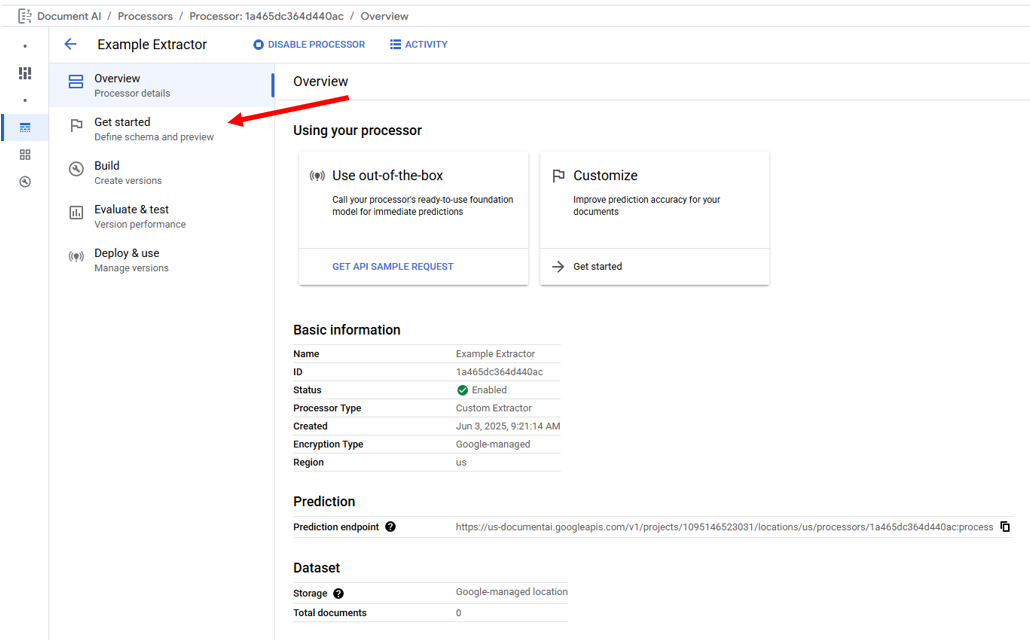 Document AI / Processors / Processor: 1a465dc364d440ac / Overview
Example Extractor DISABLE PROCESSOR ACTIVITY
Overview
Processor details
Get started
Define schema and preview
Build
Create versions
Evaluate & test
Version performance
Deploy & use
Manage versions
Overview
Using your processor
Use out-of-the-box
Call your processor's ready-to-use foundation
model for immediate predictions
GET API SAMPLE REQUEST
Customize
Improve prediction accuracy for your
documents
Get started
Basic information
Name Example Extractor
ID 1a465dc364d440ac
Status Enabled
Processor Type Custom Extractor
Created Jun 3, 2025, 9:21:14 AM
Encryption Type Google-managed
Region us
Prediction
Prediction endpoint https://us-documentai.googleapis.com/v1/projects/1095146523031/locations/us/processors/1a465dc364d440ac:process
Dataset
Storage Google-managed location
Total documents 0